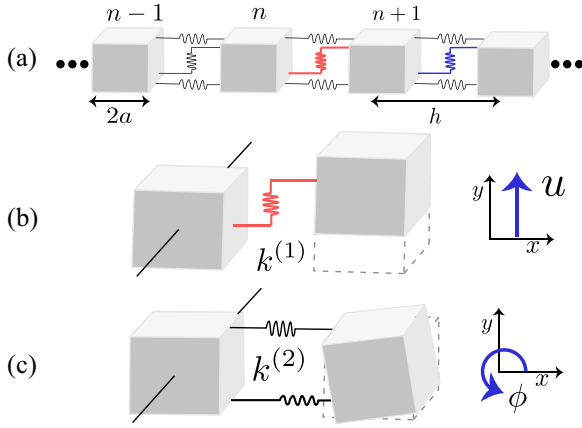 n − 1 n n + 1
(a)
2a h
(b)
k^(1)
y u
x
(c)
k^(2)
y
x
ϕ